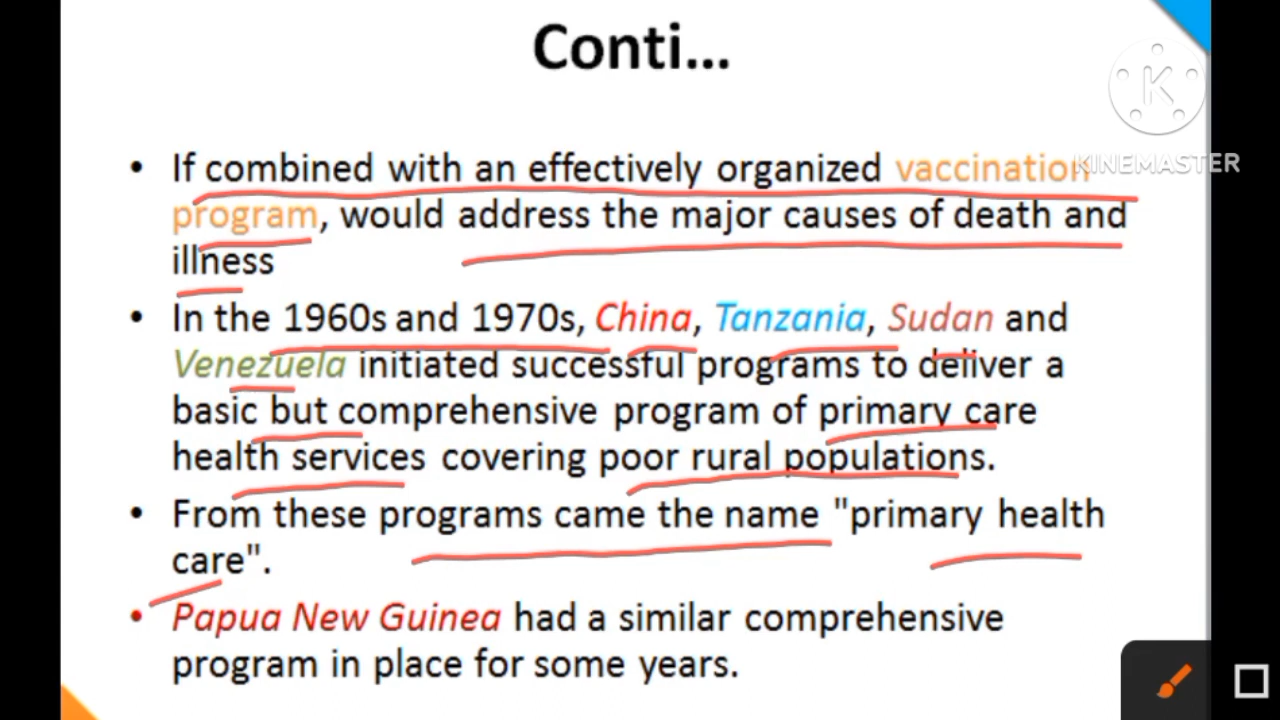 Conti...
KINEMASTER
• If combined with an effectively organized vaccination
program, would address the major causes of death and
illness
• In the 1960s and 1970s, China, Tanzania, Sudan and
Venezuela initiated successful programs to deliver a
basic but comprehensive program of primary care
health services covering poor rural populations.
• From these programs came the name "primary health
care".
• Papua New Guinea had a similar comprehensive
program in place for some years.